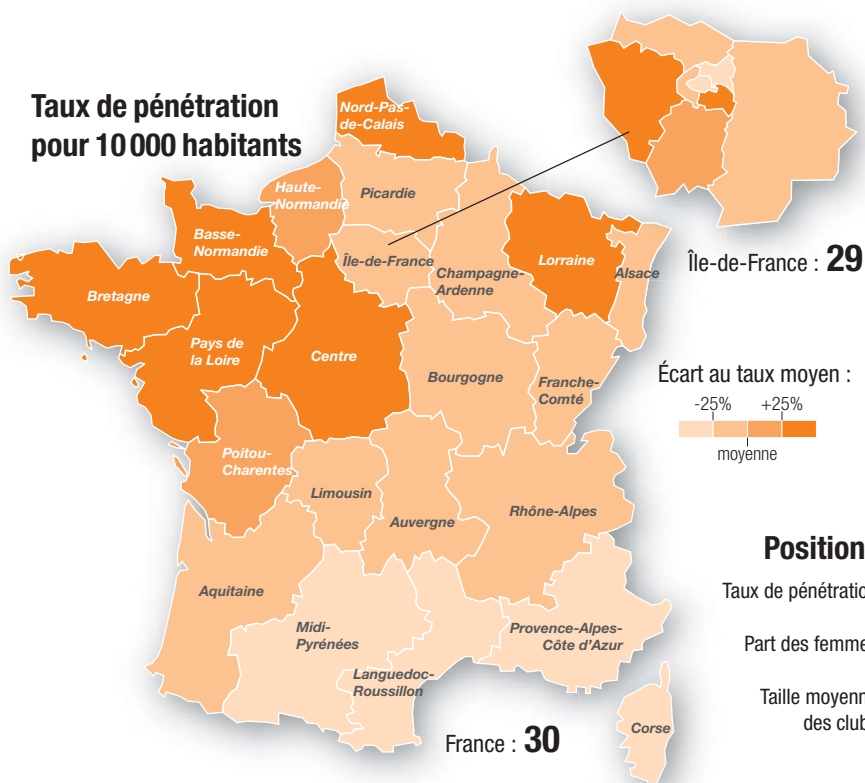 Taux de pénétration
pour 10 000 habitants
Nord-Pas-
de-Calais
Haute-
Normandie
Picardie
Basse-
Normandie
Île-de-France
Champagne-
Ardenne
Lorraine
Alsace
Île-de-France : 29
Bretagne
Pays de
la Loire
Centre
Bourgogne
Franche-
Comté
Écart au taux moyen :
-25% +25%
moyenne
Poitou-
Charentes
Limousin
Auvergne
Rhône-Alpes
Aquitaine
Midi-
Pyrénées
Languedoc-
Roussillon
Provence-Alpes-
Côte d'Azur
Corse
France : 30
Position
Taux de pénétratio
Part des femme
Taille moyenn
des club